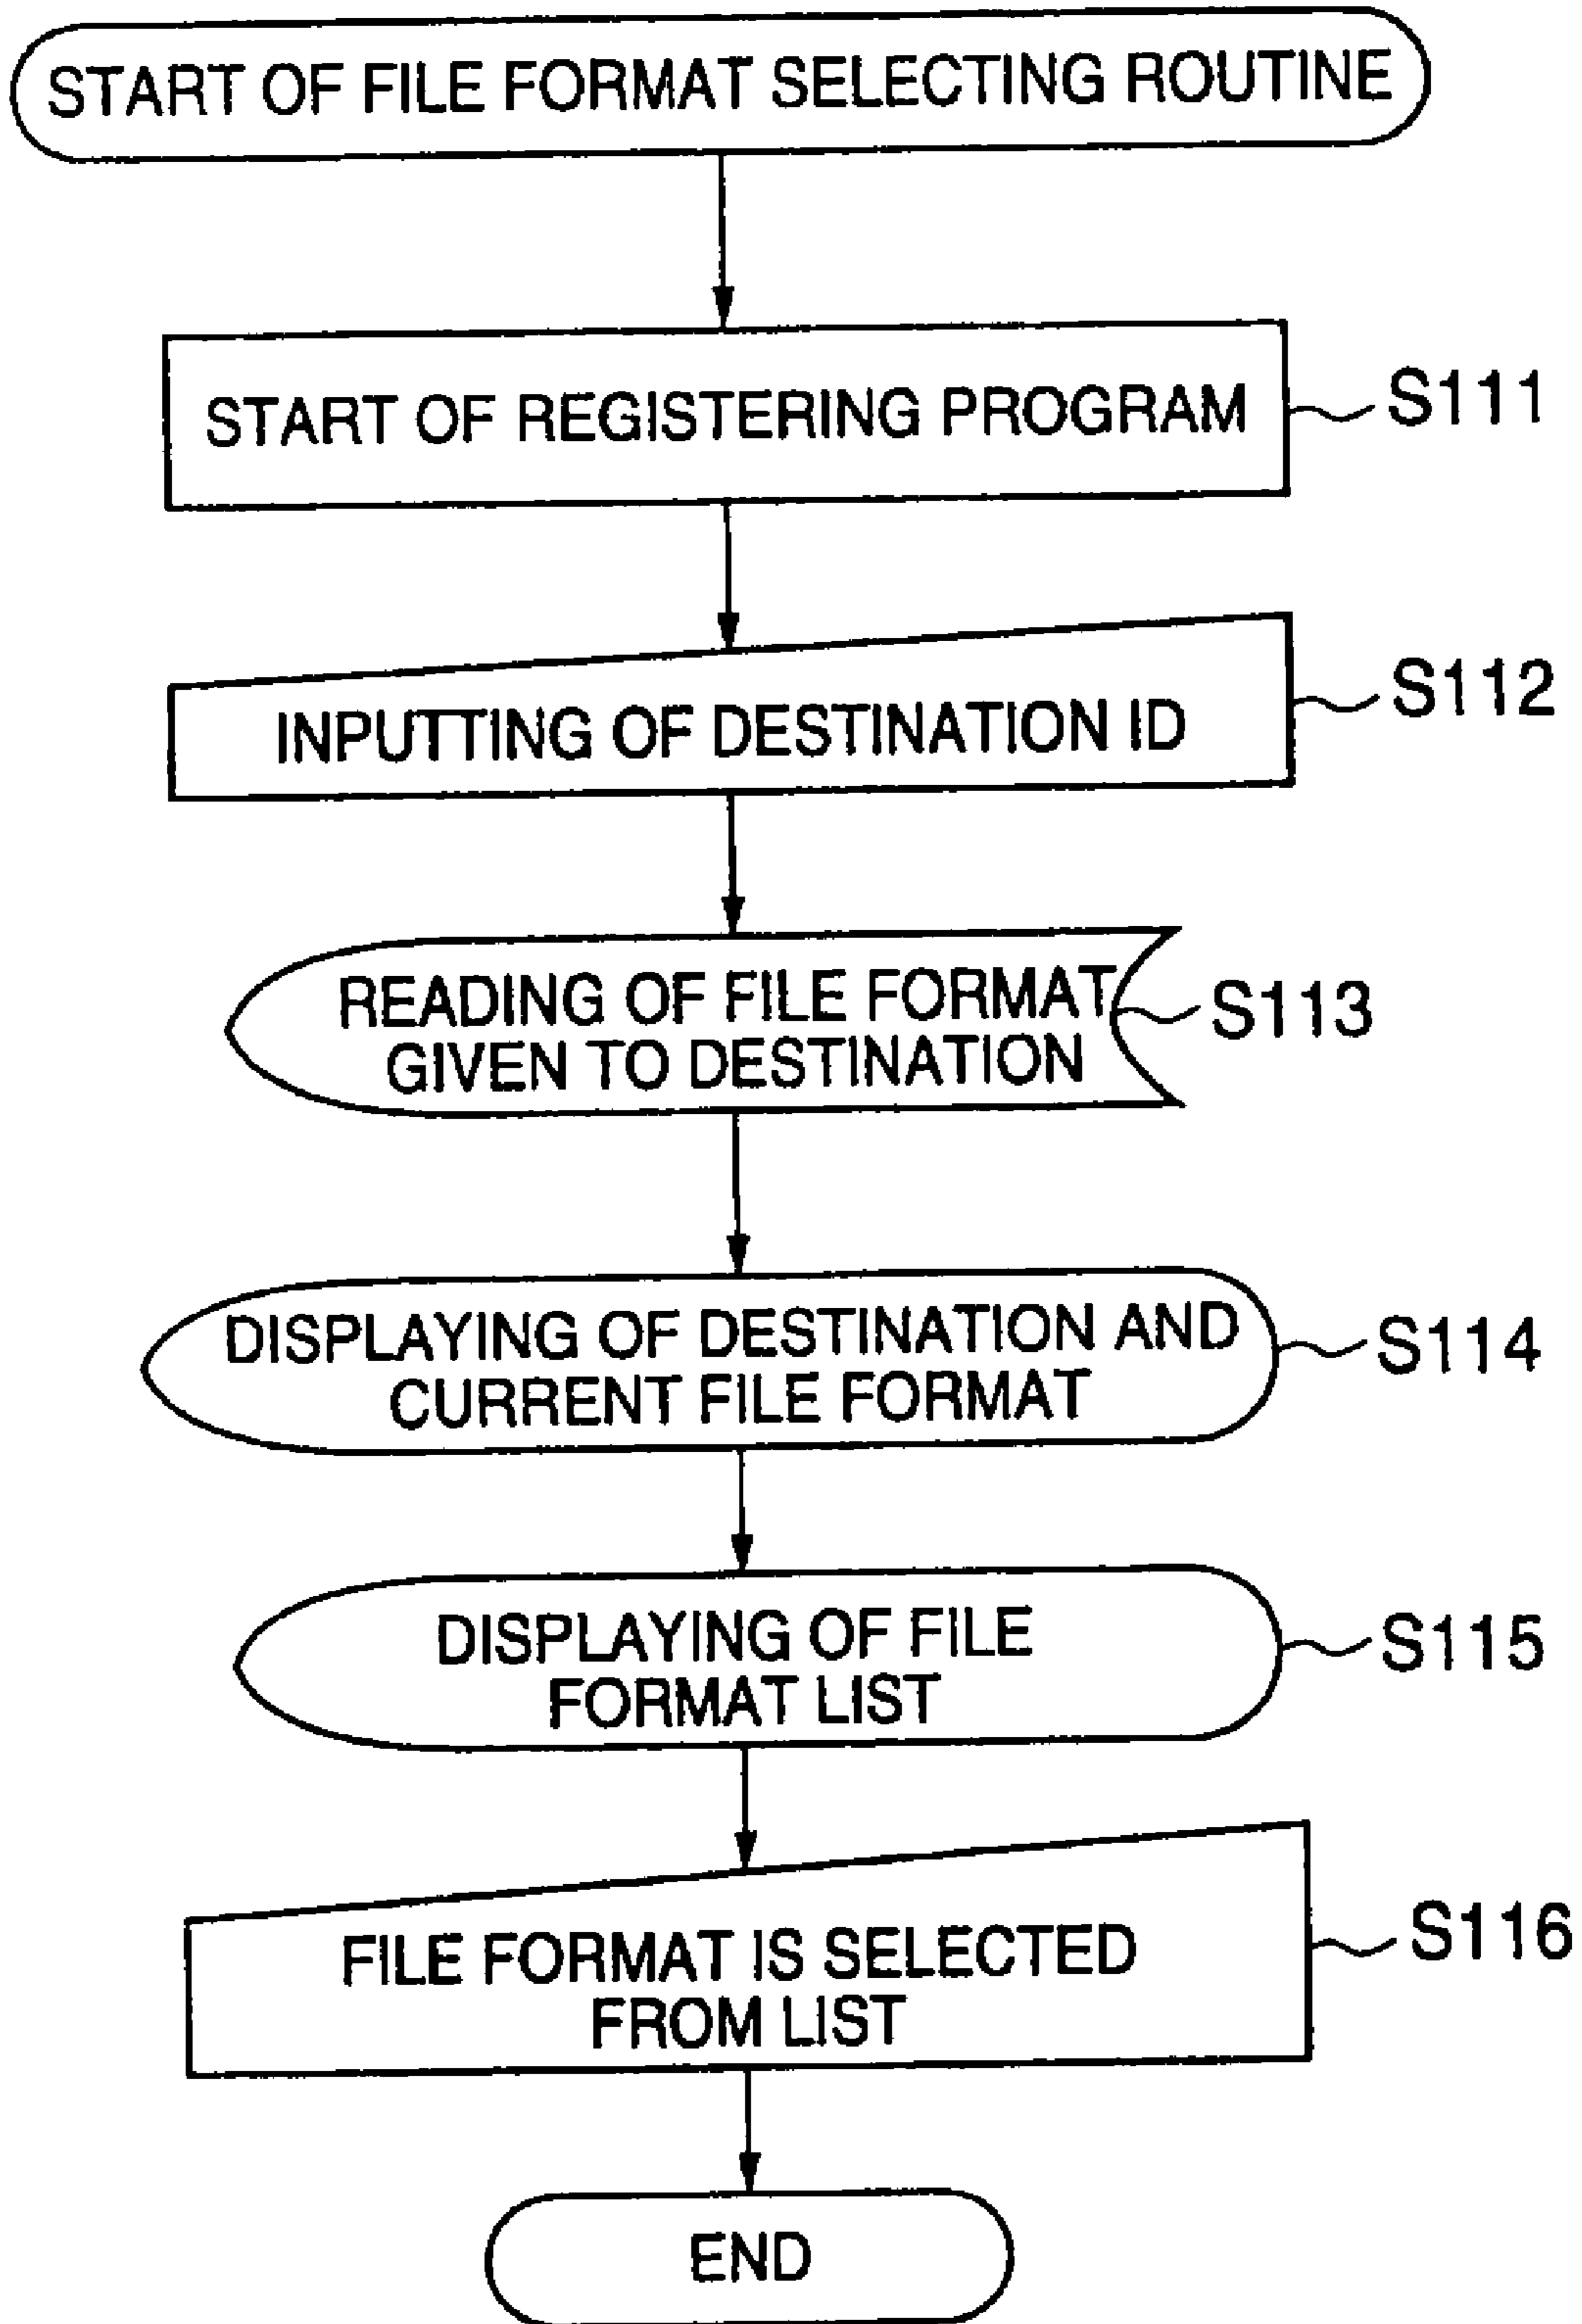 START OF FILE FORMAT SELECTING ROUTINE
START OF REGISTERING PROGRAM
S111
INPUTTING OF DESTINATION ID
S112
READING OF FILE FORMAT
GIVEN TO DESTINATION
S113
DISPLAYING OF DESTINATION AND
CURRENT FILE FORMAT
S114
DISPLAYING OF FILE
FORMAT LIST
S115
FILE FORMAT IS SELECTED
FROM LIST
S116
END